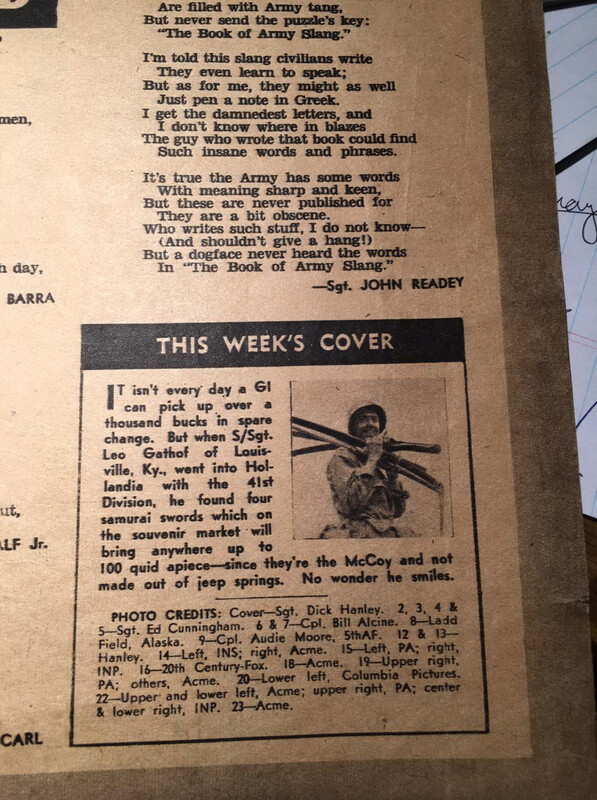 Are filled with Army tang,
But never send the puzzle's key:
"The Book of Army Slang."
I'm told this slang civilians write
They even learn to speak;
But as for me, they might as well
Just pen a note in Greek.
I get the damnedest letters, and
I don't know where in blazes
The guy who wrote that book could find
Such insane words and phrases.
It's true the Army has some words
With meaning sharp and keen,
But these are never published for
They are a bit obscene.
Who writes such stuff, I do not know—
(And shouldn't give a hang!)
But a dogface never heard the words
In "The Book of Army Slang."
—Sgt. JOHN READEY
men,
h day,
BARRA
ut,
ALF Jr.
CARL
THIS WEEK'S COVER
IT isn't every day a GI
can pick up over a
thousand bucks in spare
change. But when S/Sgt.
Leo Gathof of Louis-
ville, Ky., went into Hol-
landia with the 41st
Division, he found four
samurai swords which on
the souvenir market will
bring anywhere up to
100 quid apiece—since they're the McCoy and not
made out of jeep springs. No wonder he smiles.
PHOTO CREDITS: Cover—Sgt. Dick Hanley. 2, 3, 4 &
5—Sgt. Ed Cunningham. 6 & 7—Cpl. Bill Alcine. 8—Ladd
Field, Alaska. 9—Cpl. Audie Moore, 5thAF. 12 & 13—
Hanley. 14—Left, INS; right, Acme. 15—Left, PA; right,
INP. 16—20th Century-Fox. 18—Acme. 19—Upper right,
PA; others, Acme. 20—Lower left, Columbia Pictures.
22—Upper and lower left, Acme; upper right, PA; center
& lower right, INP. 23—Acme.